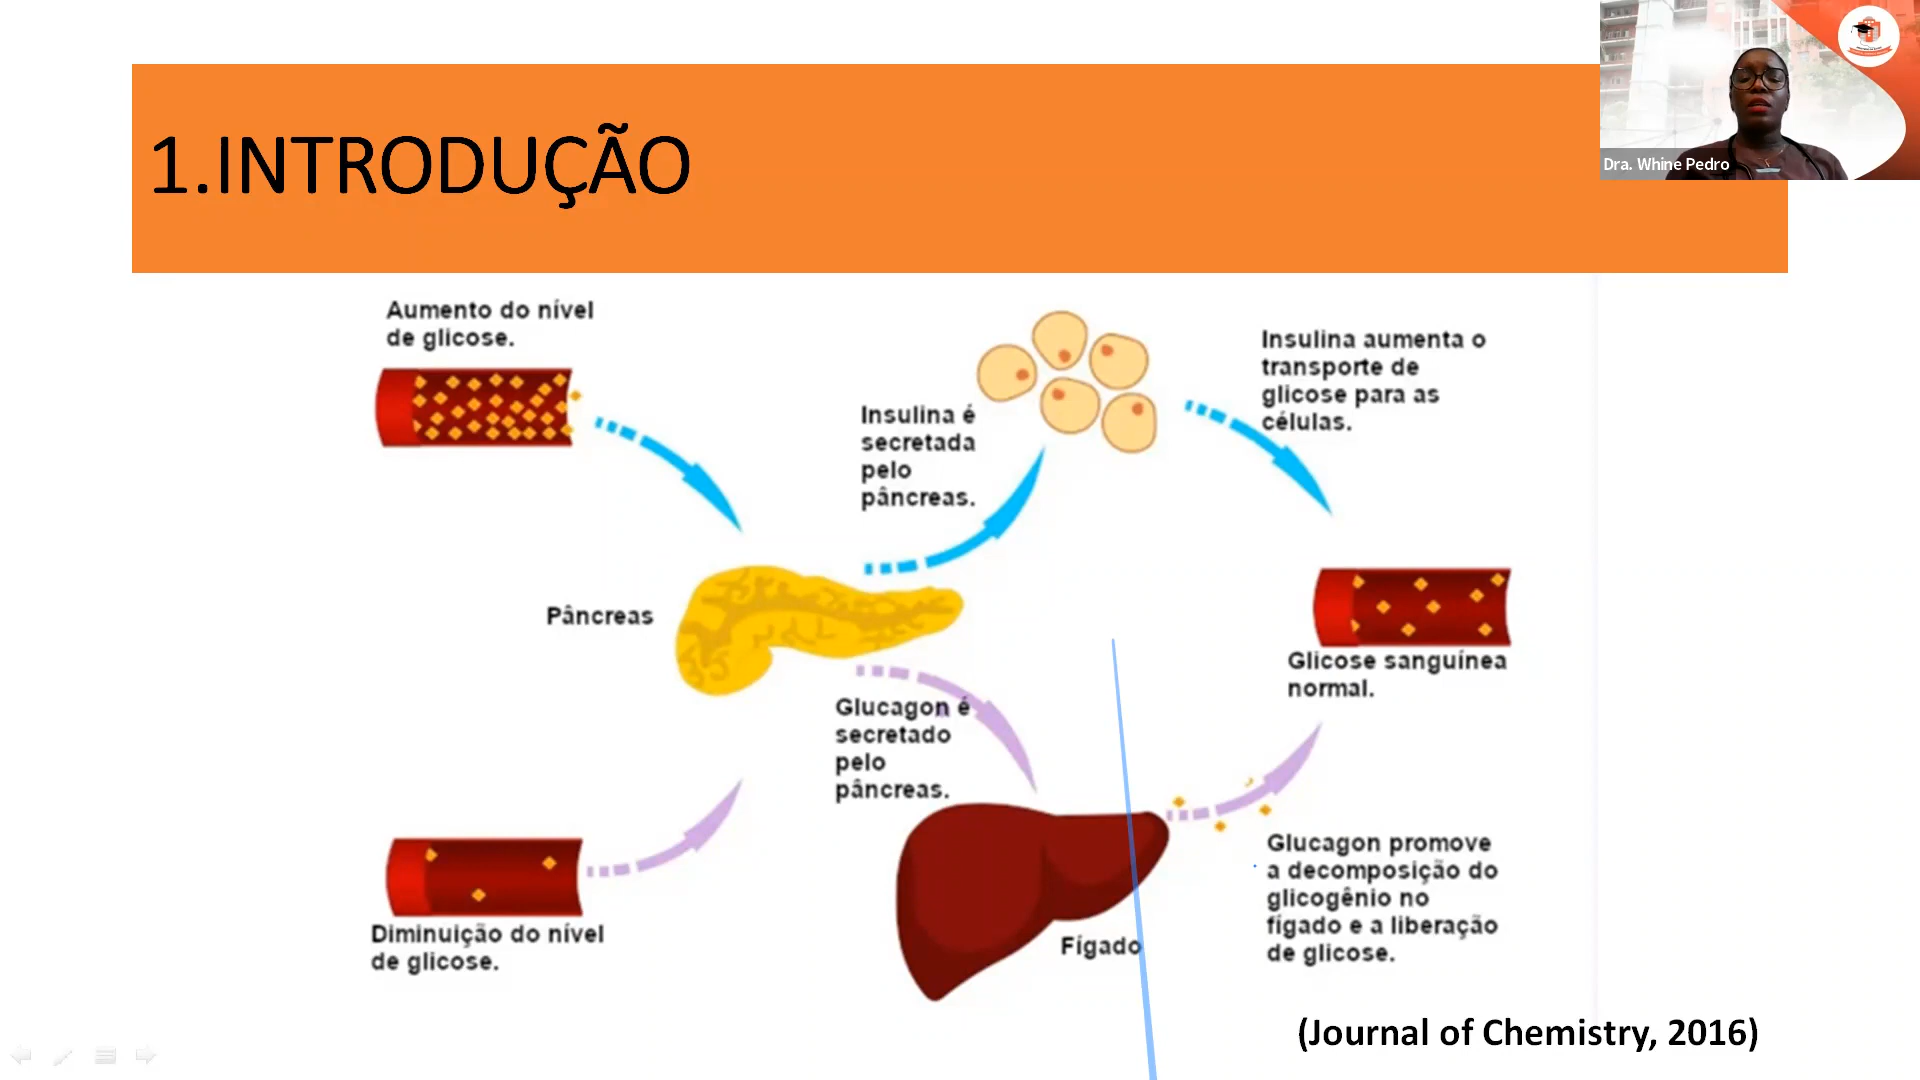 1.INTRODUÇÃO
Dra. Whine Pedro
Aumento do nível
de glicose.
Insulina é
secretada
pelo
pâncreas.
Insulina aumenta o
transporte de
glicose para as
células.
Pâncreas
Glicose sanguínea
normal.
Glucagon é
secretado
pelo
pâncreas.
Diminuição do nível
de glicose.
Fígado
Glucagon promove
a decomposição do
glicogênio no
fígado e a liberação
de glicose.
(Journal of Chemistry, 2016)